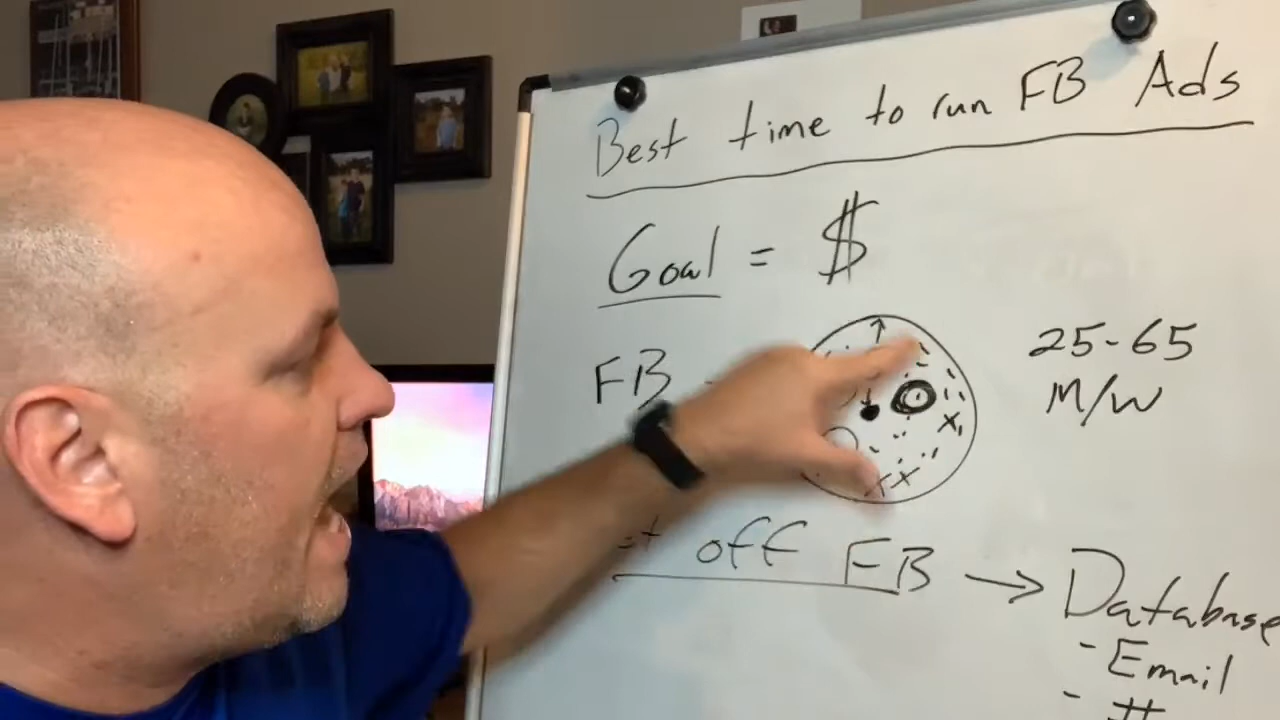 Best time to run FB Ads
Goal = $
FB
25-65
M/W
off FB → Database
- Email
- #